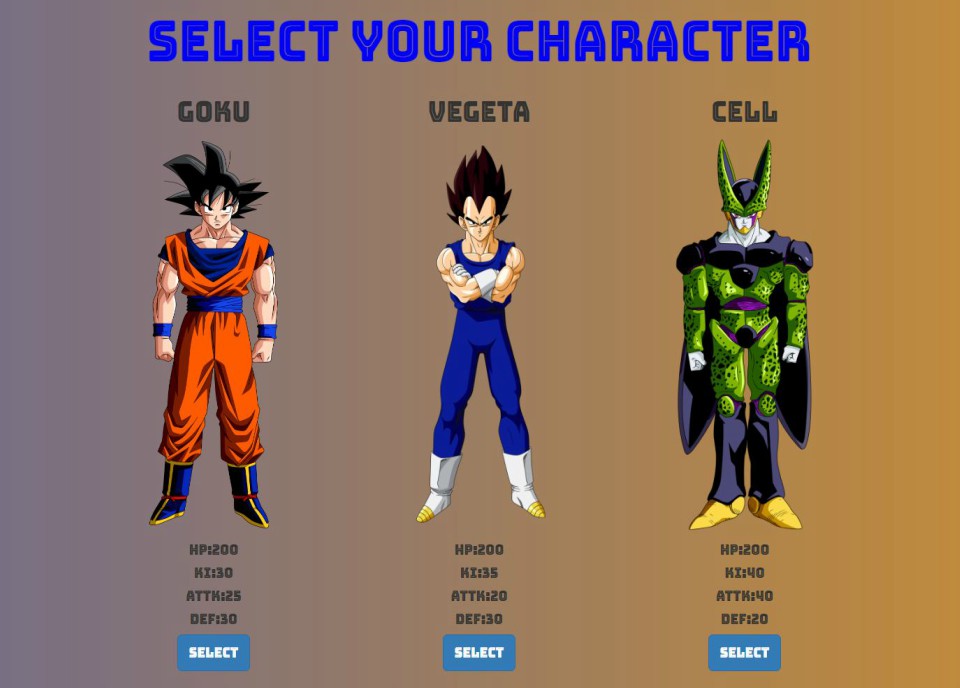 SELECT YOUR CHARACTER
GOKU
VEGETA
CELL
HP:200
KI:30
ATTK:25
DEF:30
SELECT
HP:200
KI:35
ATTK:20
DEF:30
SELECT
HP:200
KI:40
ATTK:40
DEF:20
SELECT